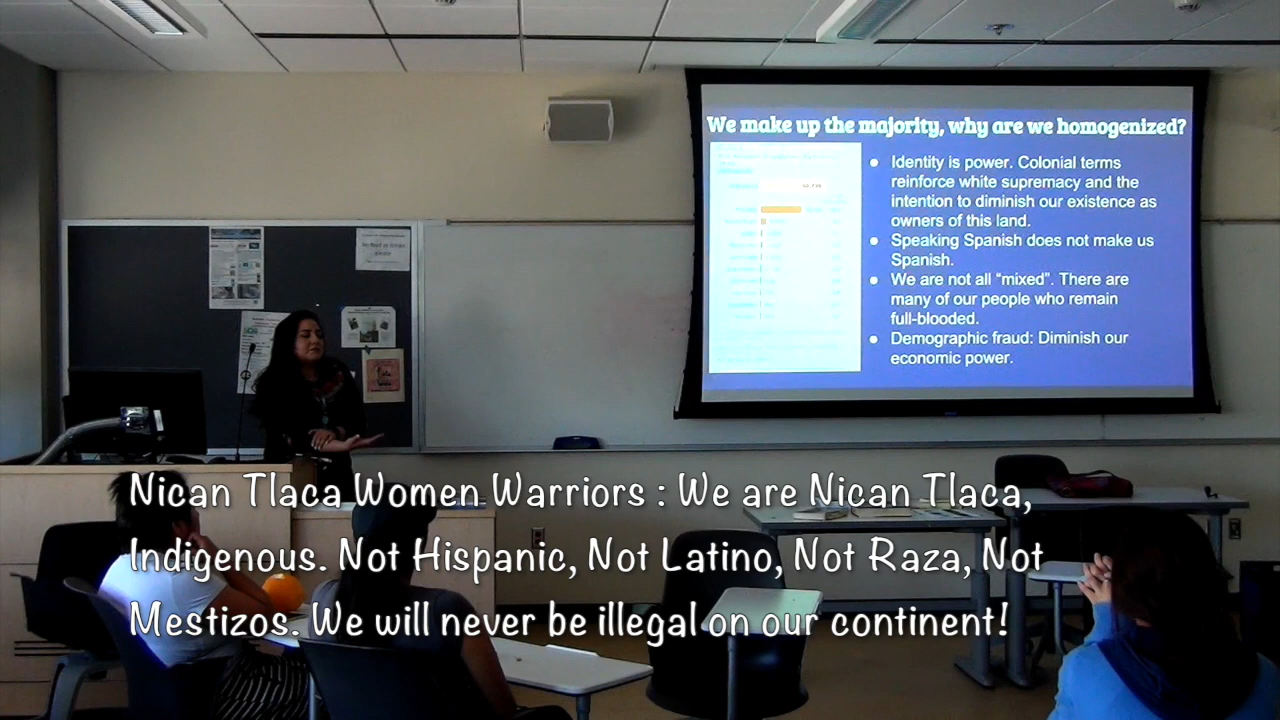 We make up the majority, why are we homogenized?
● Identity is power. Colonial terms
reinforce white supremacy and the
intention to diminish our existence as
owners of this land.
● Speaking Spanish does not make us
Spanish.
● We are not all “mixed”. There are
many of our people who remain
full-blooded.
● Demographic fraud: Diminish our
economic power.
Nican Tlaca Women Warriors : We are Nican Tlaca,
Indigenous. Not Hispanic, Not Latino, Not Raza, Not
Mestizos. We will never be illegal on our continent!